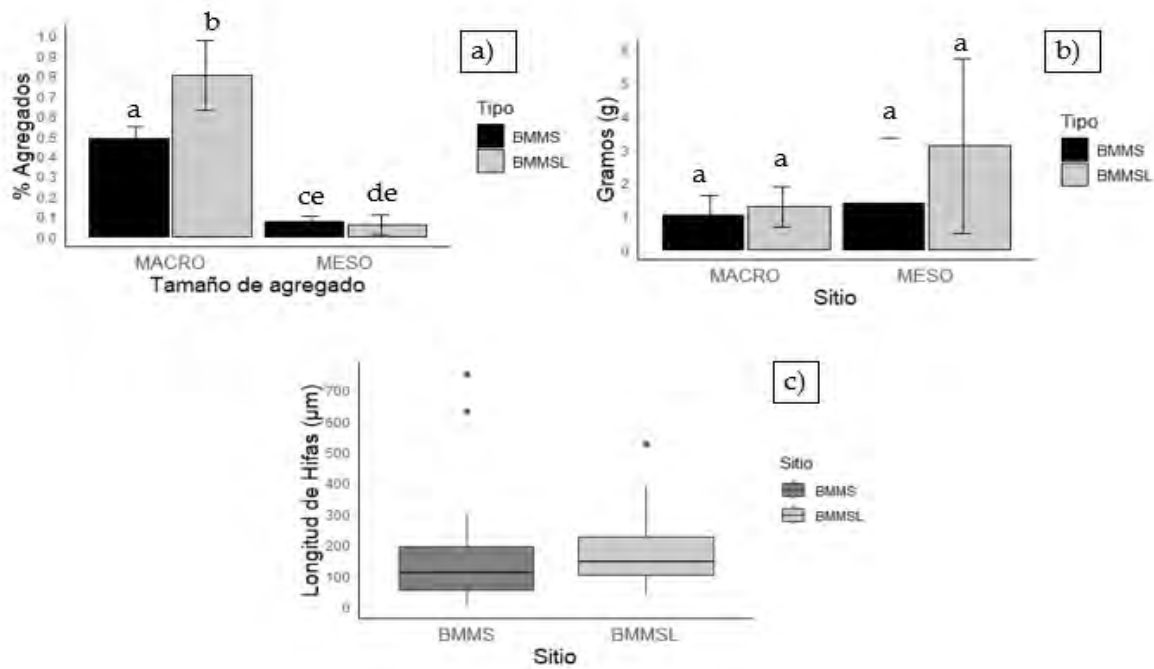 a)
% Agregados
1.0
0.9
0.8
0.7
0.6
0.5
0.4
0.3
0.2
0.1
0.0
a
b
ce
de
MACRO
MESO
Tamaño de agregado
Tipo
BMMS
BMMSL
b)
Gramos (g)
6
5
4
3
2
1
0
a
a
a
a
MACRO
MESO
Sitio
Tipo
BMMS
BMMSL
c)
Longitud de Hifas (µm)
700
600
500
400
300
200
100
0
BMMS
BMMSL
Sitio
Sitio
BMMS
BMMSL